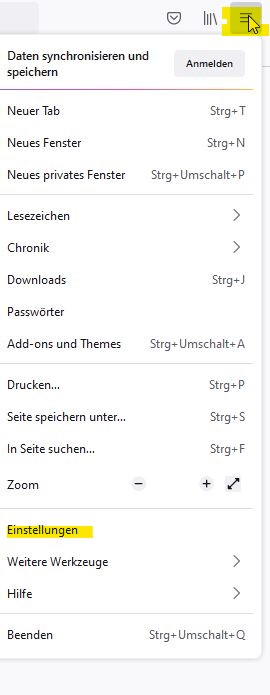 Daten synchronisieren und
speichern
Anmelden
Neuer Tab Strg+T
Neues Fenster Strg+N
Neues privates Fenster Strg+Umschalt+P
Lesezeichen
Chronik
Downloads Strg+J
Passwörter
Add-ons und Themes Strg+Umschalt+A
Drucken... Strg+P
Seite speichern unter... Strg+S
In Seite suchen... Strg+F
Zoom
Einstellungen
Weitere Werkzeuge
Hilfe
Beenden Strg+Umschalt+Q